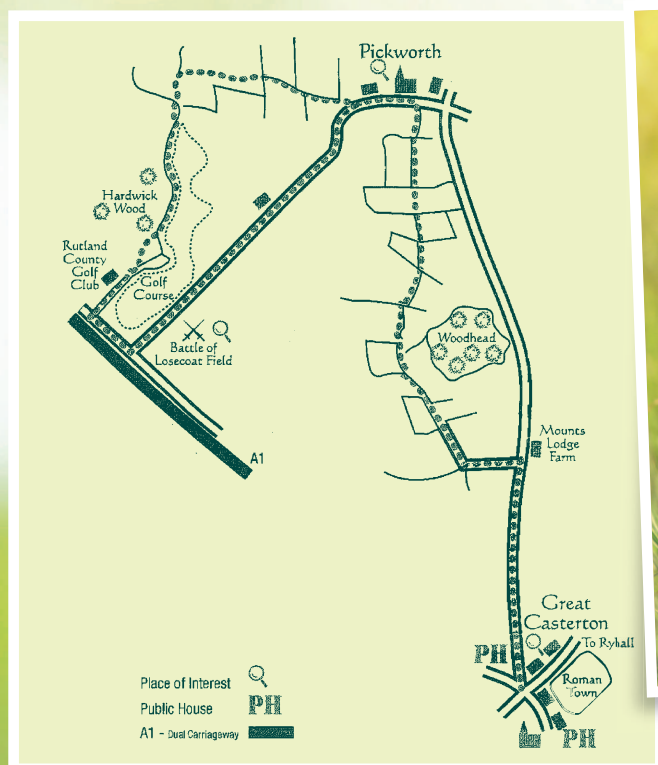 Pickworth
Hardwick
Wood
Rutland
County
Golf
Club
Golf
Course
Battle of
Losecoat Field
Woodhead
A1
Mounts
Lodge
Farm
Great
Casterton
To Ryhall
PH
Roman
Town
PH
Place of Interest
Public House PH
A1 - Dual Carriageway